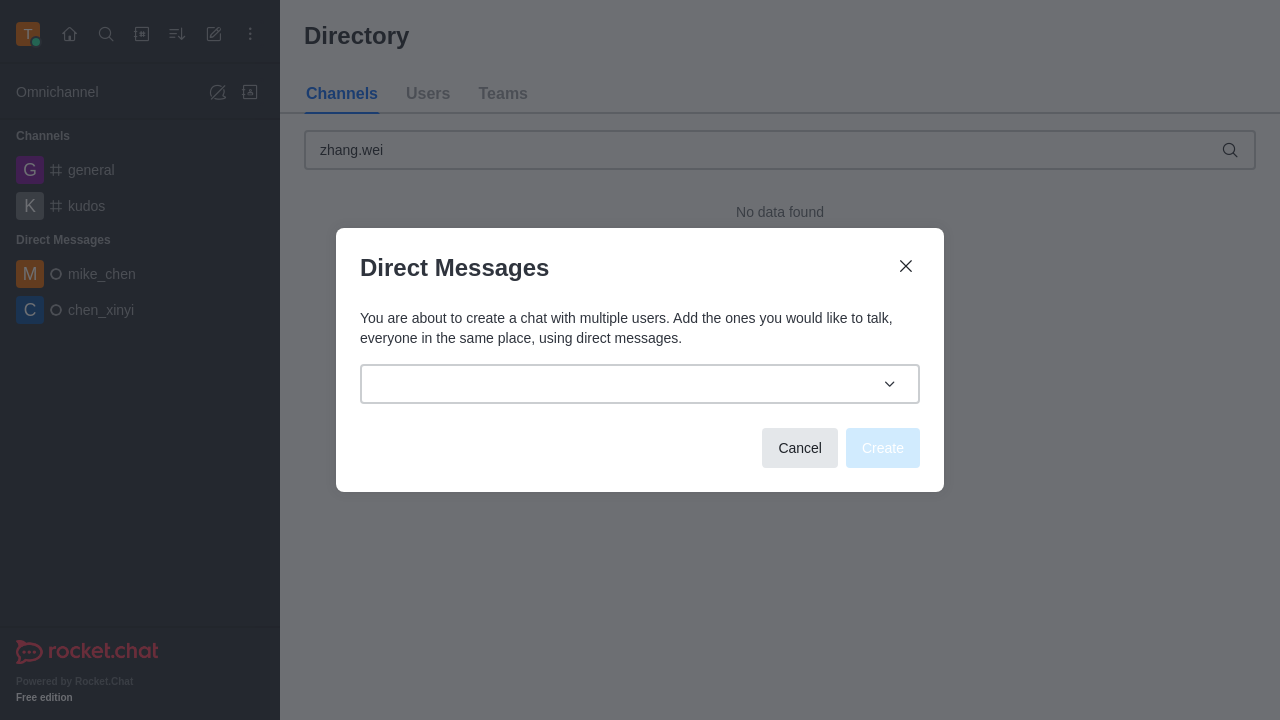 T
Directory
Omnichannel
Channels Users Teams
Channels
zhang.wei
G general
K kudos
No data found
Direct Messages
M mike_chen
C chen_xinyi
Direct Messages
You are about to create a chat with multiple users. Add the ones you would like to talk,
everyone in the same place, using direct messages.
Cancel Create
rocket.chat
Powered by Rocket.Chat
Free edition